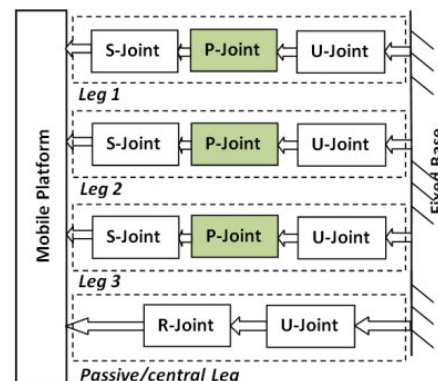 Mobile Platform
S-Joint P-Joint U-Joint
Leg 1
S-Joint P-Joint U-Joint
Leg 2
S-Joint P-Joint U-Joint
Leg 3
R-Joint U-Joint
Passive/central Leg
Fixed Base